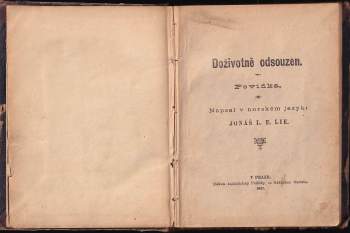 Doživotně odsouzen.
Povídka.
Napsal v norském jazyku
JONÁŠ L. E. LIE.
V PRAZE.